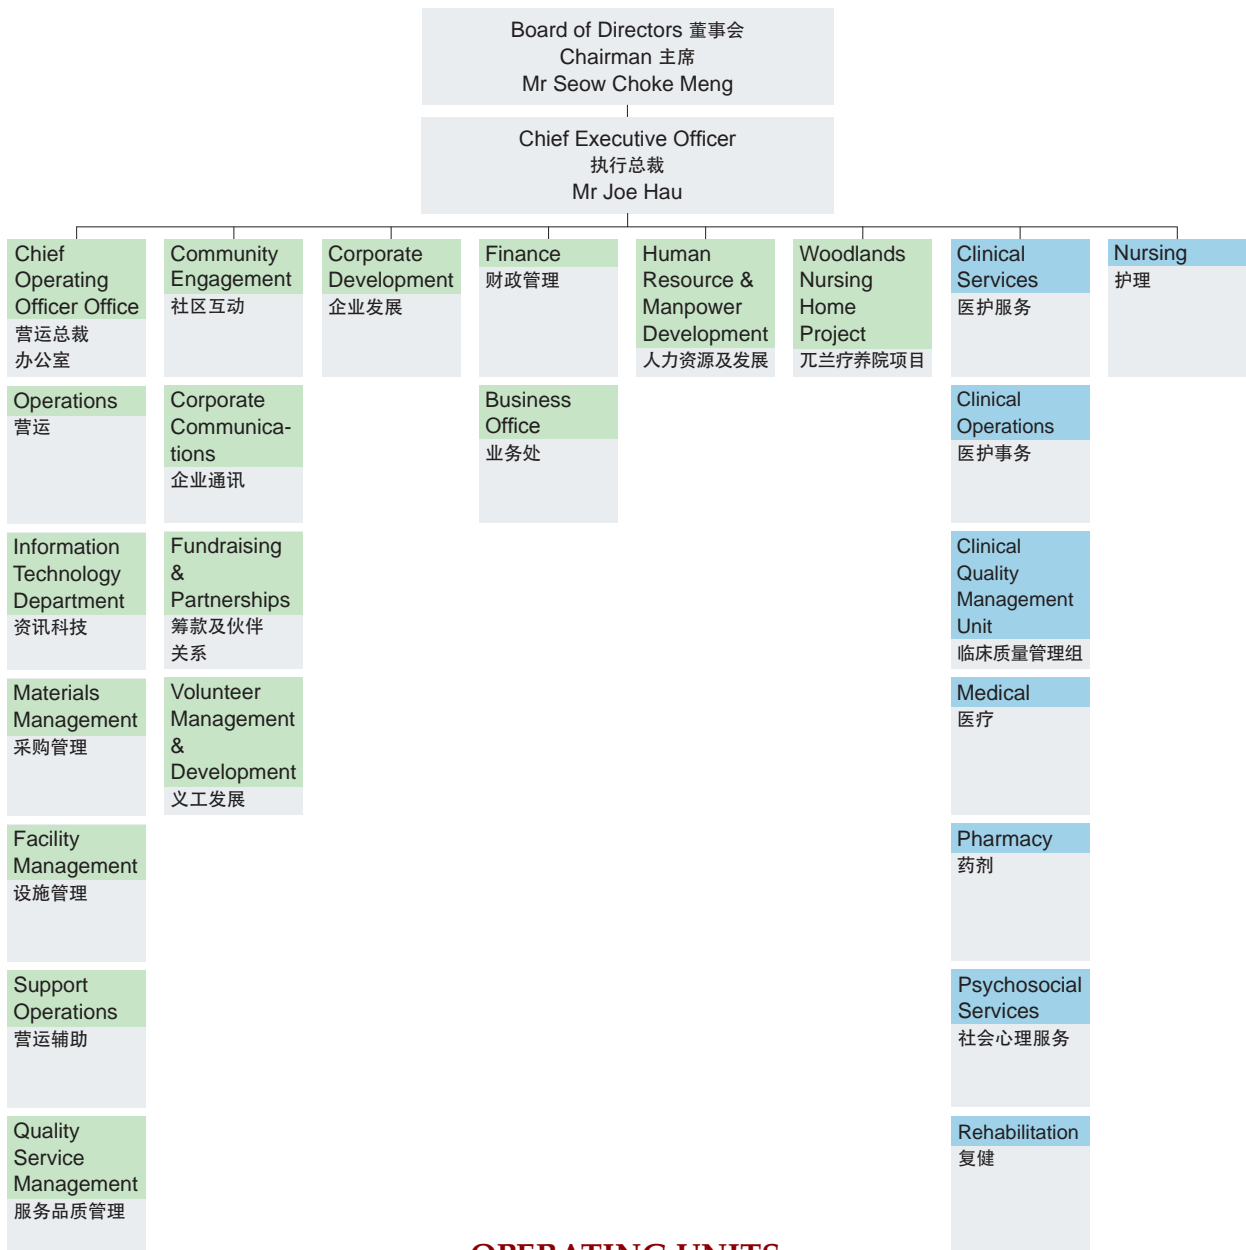 Board of Directors 董事会
Chairman 主席
Mr Seow Choke Meng
Chief Executive Officer
执行总裁
Mr Joe Hau
Chief
Operating
Officer Office
营运总裁
办公室
Community
Engagement
社区互动
Corporate
Development
企业发展
Finance
财政管理
Human
Resource &
Manpower
Development
人力资源及发展
Woodlands
Nursing
Home
Project
兀兰疗养院项目
Clinical
Services
医护服务
Nursing
护理
Operations
营运
Corporate
Communica-
tions
企业通讯
Business
Office
业务处
Clinical
Operations
医护事务
Information
Technology
Department
资讯科技
Fundraising
&
Partnerships
筹款及伙伴
关系
Clinical
Quality
Management
Unit
临床质量管理组
Materials
Management
采购管理
Volunteer
Management
&
Development
义工发展
Medical
医疗
Facility
Management
设施管理
Pharmacy
药剂
Support
Operations
营运辅助
Psychosocial
Services
社会心理服务
Quality
Service
Management
服务品质管理
Rehabilitation
复健
OPERATING UNITS